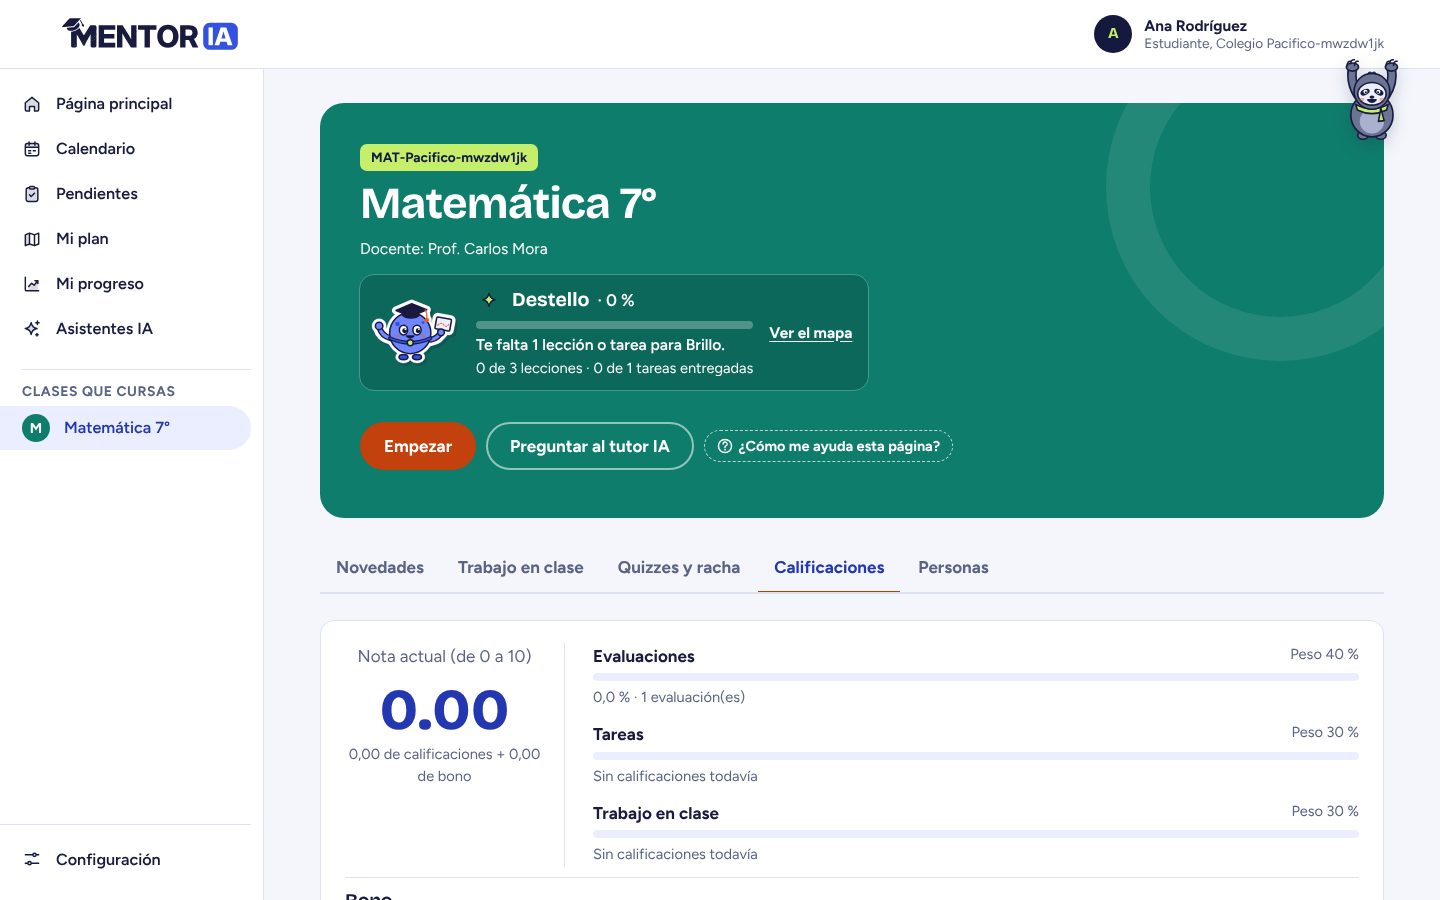 MENTOR IA
A
Ana Rodríguez
Estudiante, Colegio Pacifico-mwzdw1jk
Página principal
Calendario
Pendientes
Mi plan
Mi progreso
Asistentes IA
CLASES QUE CURSAS
M
Matemática 7°
Configuración
MAT-Pacifico-mwzdw1jk
Matemática 7°
Docente: Prof. Carlos Mora
Destello · 0 %
Te falta 1 lección o tarea para Brillo.
0 de 3 lecciones · 0 de 1 tareas entregadas
Ver el mapa
Empezar
Preguntar al tutor IA
¿Cómo me ayuda esta página?
Novedades
Trabajo en clase
Quizzes y racha
Calificaciones
Personas
Nota actual (de 0 a 10)
0.00
0,00 de calificaciones + 0,00
de bono
Evaluaciones
Peso 40 %
0,0 % · 1 evaluación(es)
Tareas
Peso 30 %
Sin calificaciones todavía
Trabajo en clase
Peso 30 %
Sin calificaciones todavía
Bono